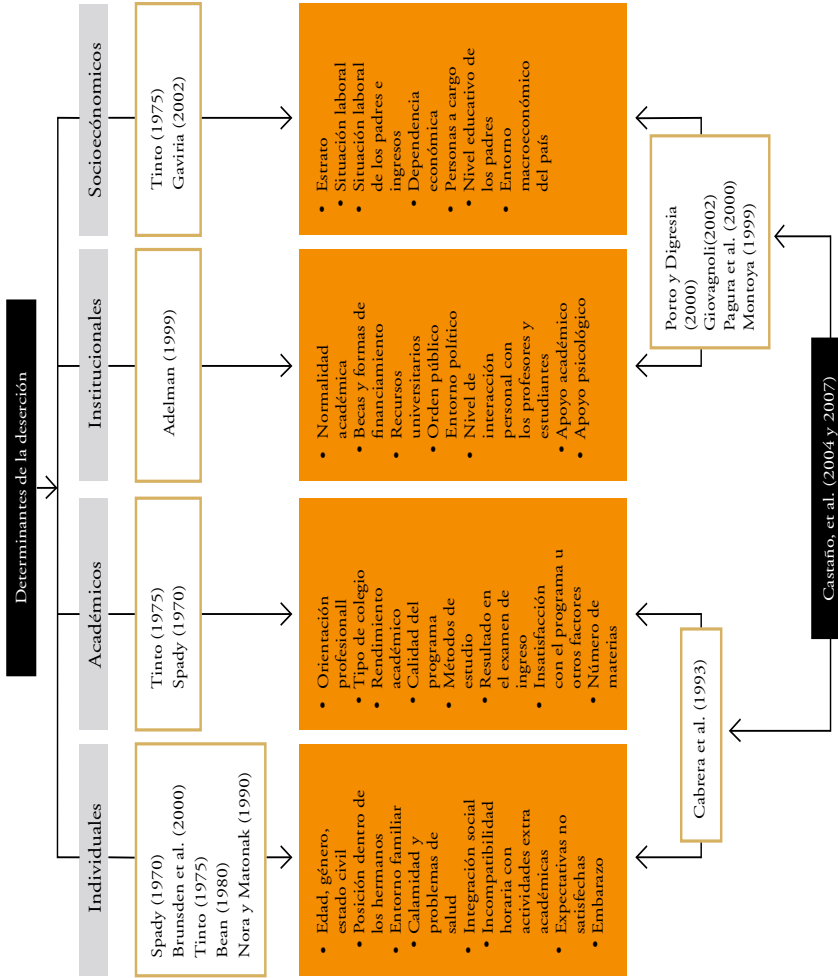 Determinantes de la deserción
Individuales
Académicos
Institucionales
Socioeconómicos
Spady (1970)
Brunsden et al. (2000)
Tinto (1975)
Bean (1980)
Nora y Matonak (1990)
Tinto (1975)
Spady (1970)
Adelman (1999)
Tinto (1975)
Gaviria (2002)
• Edad, género,
estado civil
• Posición dentro de
los hermanos
• Entorno familiar
• Calamidad y
problemas de
salud
• Integración social
• Incompatibilidad
horaria con
actividades extra
académicas
• Expectativas no
satisfechas
• Embarazo
• Orientación
profesionall
• Tipo de colegio
• Rendimiento
académico
• Calidad del
programa
• Métodos de
estudio
• Resultado en
el examen de
ingreso
• Insatisfacción
con el programa u
otros factores
• Número de
materias
• Normalidad
académica
• Becas y formas de
financiamiento
• Recursos
universitarios
• Orden público
Entorno político
• Nivel de
interacción
personal con
los profesores y
estudiantes
• Apoyo académico
• Apoyo psicológico
• Estrato
• Situación laboral
• Situación laboral
de los padres e
ingresos
• Dependencia
económica
• Personas a cargo
• Nivel educativo de
los padres
• Entorno
macroeconómico
del país
Cabrera et al. (1993)
Porto y Digresia
(2000)
Giovagnoli(2002)
Pagura et al. (2000)
Montoya (1999)
Castaño, et al. (2004 y 2007)